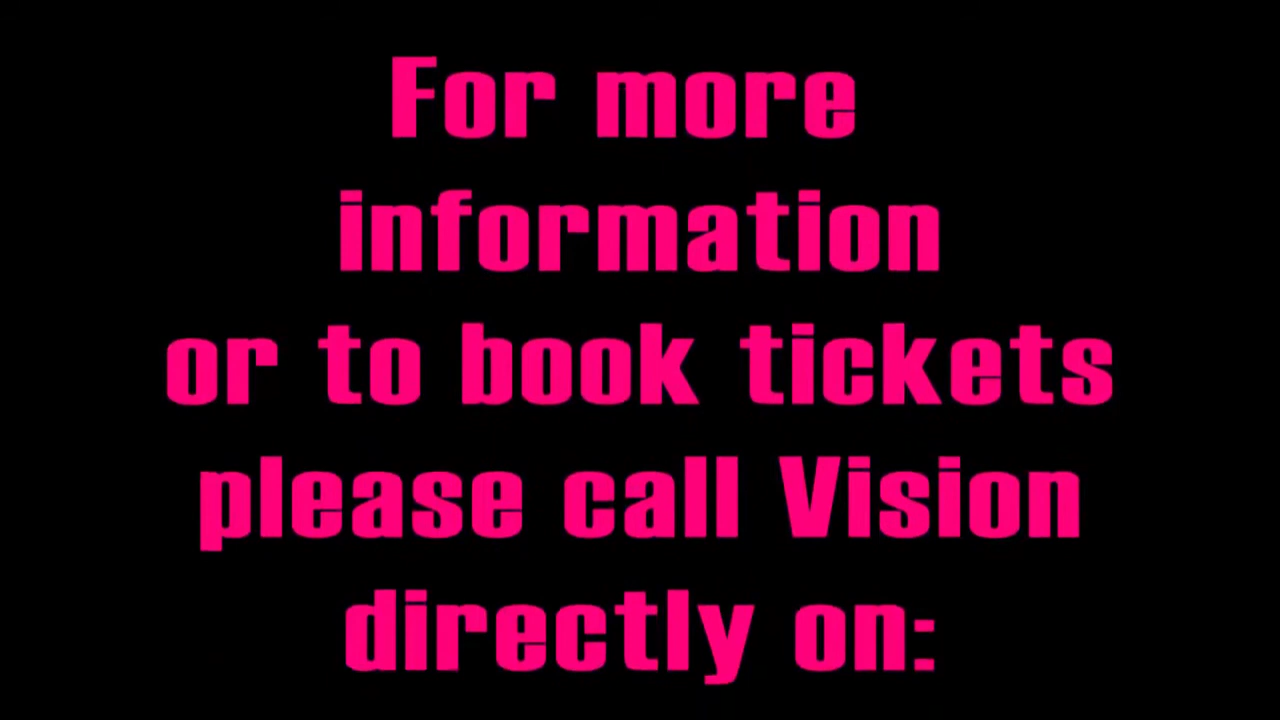 For more
information
or to book tickets
please call Vision
directly on: